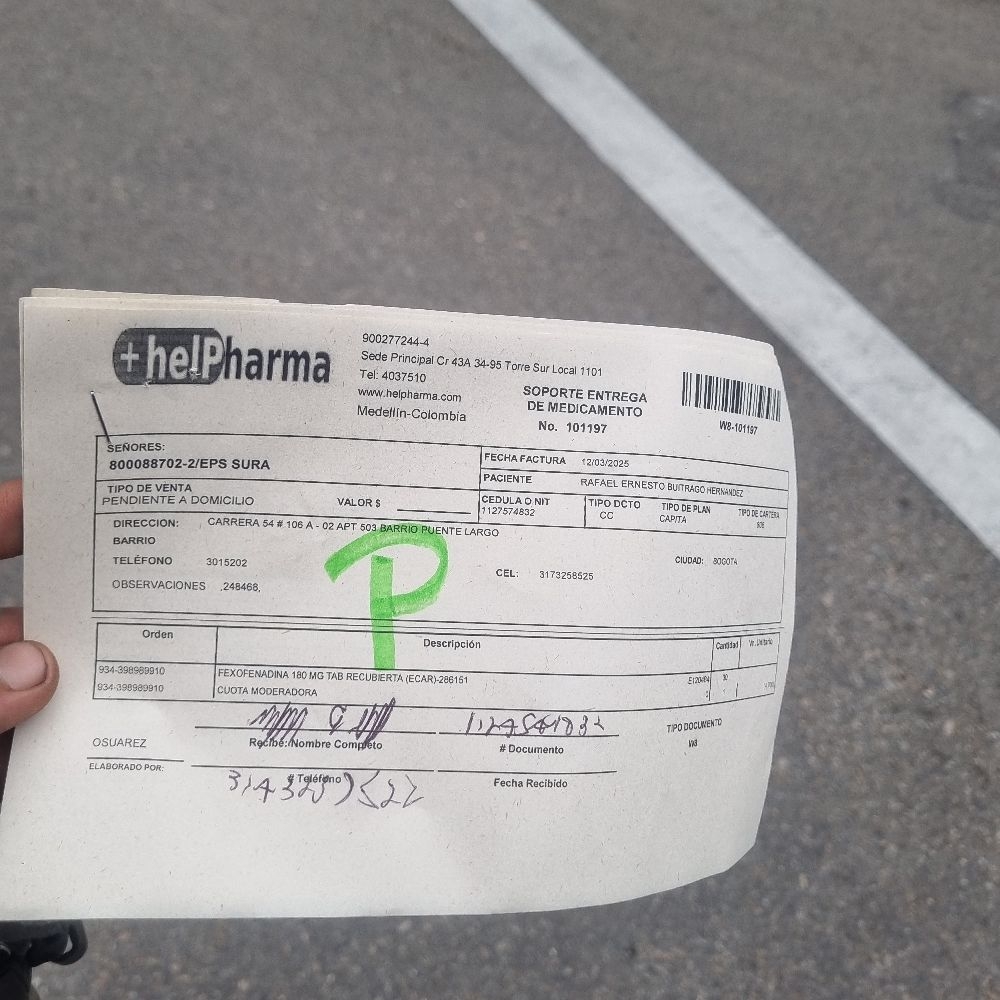 +helPharma
900277244-4
Sede Principal Cr 43A 34-95 Torre Sur Local 1101
Tel: 4037510
www.helpharma.com
Medellín-Colombia
SOPORTE ENTREGA
DE MEDICAMENTO
No. 101197
W8-101197
SEÑORES:
800088702-2/EPS SURA
FECHA FACTURA 12/03/2025
PACIENTE RAFAEL ERNESTO BUITRAGO HERNANDEZ
TIPO DE VENTA
PENDIENTE A DOMICILIO VALOR $
CEDULA O NIT TIPO DCTO TIPO DE PLAN TIPO DE CARTERA
1127574832 CC CAPITA
DIRECCION: CARRERA 54 # 106 A - 02 APT 503 BARRIO PUENTE LARGO
BARRIO
TELÉFONO 3015202 CEL: 3173258525 CIUDAD: BOGOTA
OBSERVACIONES ,248468,
P
Orden Descripción Cantidad Vr. Unitario
934-398989910 FEXOFENADINA 180 MG TAB RECUBIERTA (ECAR)-286151 30
934-398989910 CUOTA MODERADORA 1
OSUAREZ Recibe:/Nombre Completo # Documento
TIPO DOCUMENTO
W8
ELABORADO POR: # Teléfono Fecha Recibido